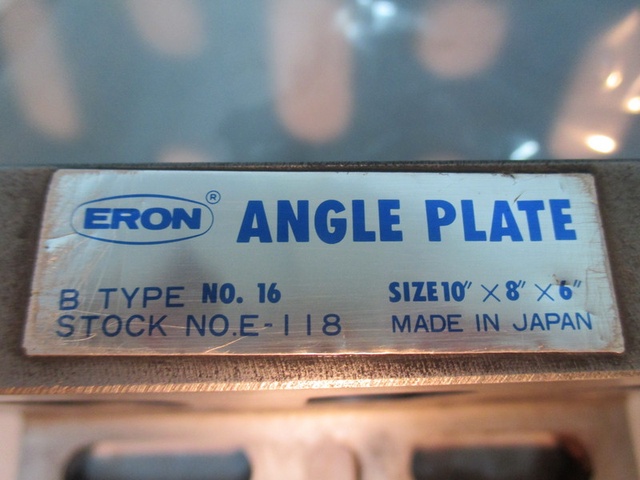 ERON® ANGLE PLATE
B TYPE NO. 16 SIZE 10" × 8" × 6"
STOCK NO. E-118 MADE IN JAPAN